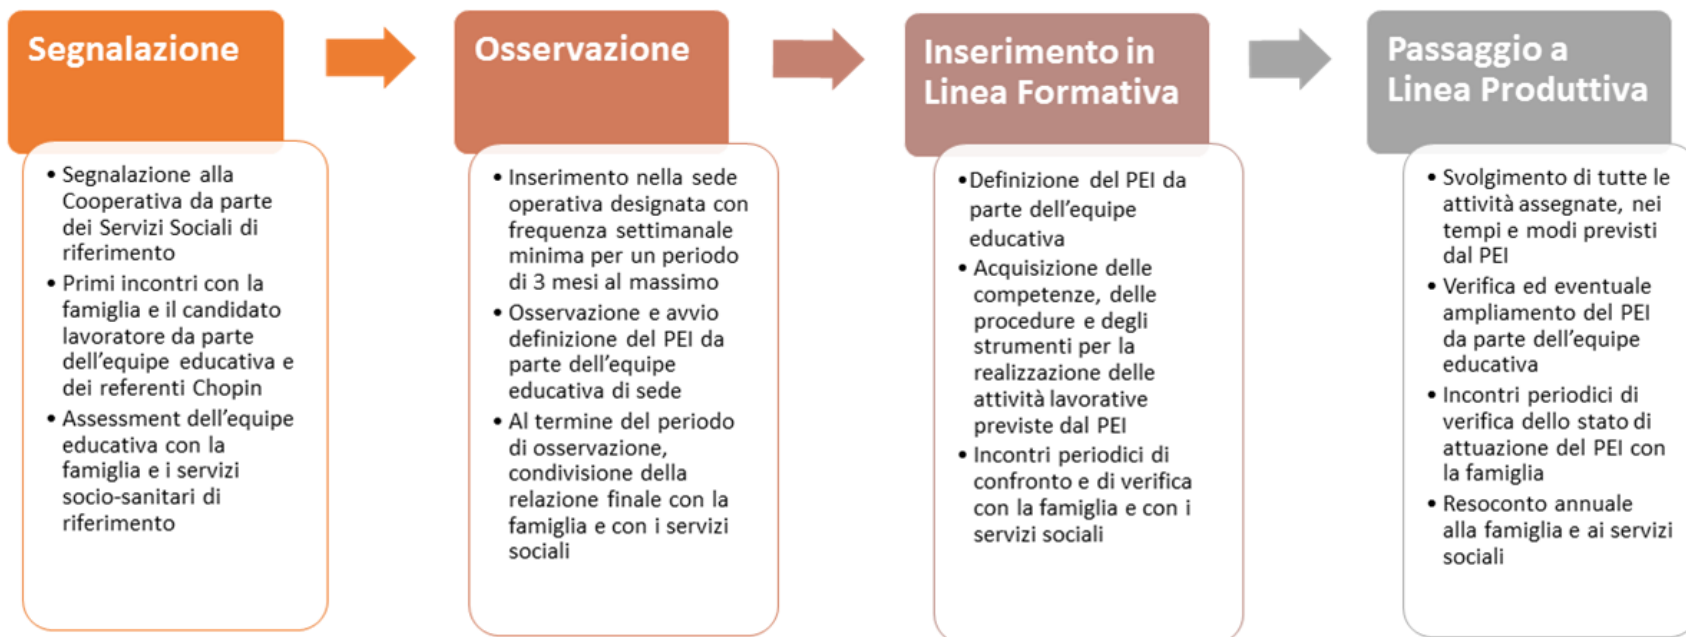 Segnalazione
• Segnalazione alla
Cooperativa da parte
dei Servizi Sociali di
riferimento
• Primi incontri con la
famiglia e il candidato
lavoratore da parte
dell'equipe educativa e
dei referenti Chopin
• Assessment dell'equipe
educativa con la
famiglia e i servizi
socio-sanitari di
riferimento
Osservazione
• Inserimento nella sede
operativa designata con
frequenza settimanale
minima per un periodo
di 3 mesi al massimo
• Osservazione e avvio
definizione del PEI da
parte dell'equipe
educativa di sede
• Al termine del periodo
di osservazione,
condivisione della
relazione finale con la
famiglia e con i servizi
sociali
Inserimento in
Linea Formativa
•Definizione del PEI da
parte dell'equipe
educativa
• Acquisizione delle
competenze, delle
procedure e degli
strumenti per la
realizzazione delle
attività lavorative
previste dal PEI
• Incontri periodici di
confronto e di verifica
con la famiglia e con i
servizi sociali
Passaggio a
Linea Produttiva
• Svolgimento di tutte le
attività assegnate, nei
tempi e modi previsti
dal PEI
• Verifica ed eventuale
ampliamento del PEI
da parte dell'equipe
educativa
• Incontri periodici di
verifica dello stato di
attuazione del PEI con
la famiglia
• Resoconto annuale
alla famiglia e ai servizi
sociali